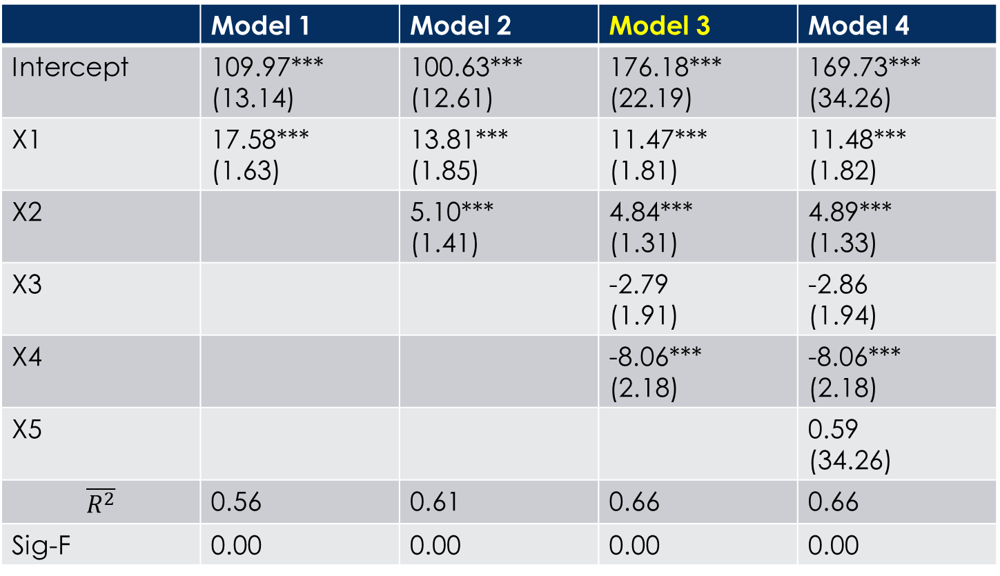 Model 1 Model 2 Model 3 Model 4
Intercept 109.97*** 100.63*** 176.18*** 169.73***
(13.14) (12.61) (22.19) (34.26)
X1 17.58*** 13.81*** 11.47*** 11.48***
(1.63) (1.85) (1.81) (1.82)
X2 5.10*** 4.84*** 4.89***
(1.41) (1.31) (1.33)
X3 -2.79 -2.86
(1.91) (1.94)
X4 -8.06*** -8.06***
(2.18) (2.18)
X5 0.59
(34.26)
R̅² 0.56 0.61 0.66 0.66
Sig-F 0.00 0.00 0.00 0.00